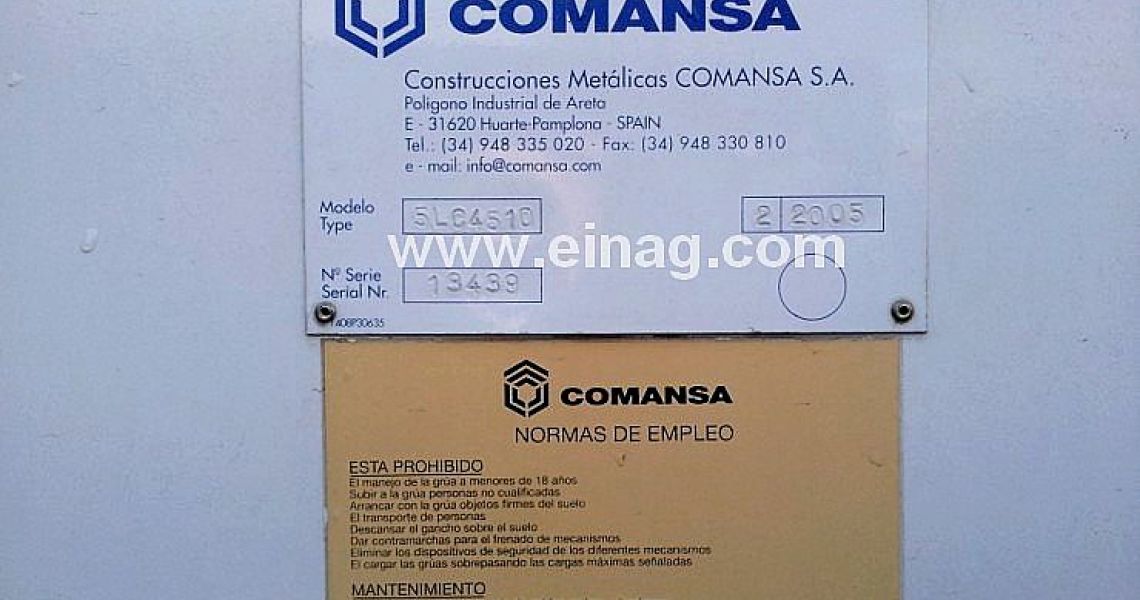 COMANSA
Construcciones Metálicas COMANSA S.A.
Poligono Industrial de Areta
E - 31620 Huarte-Pamplona - SPAIN
Tel.: (34) 948 335 020 - Fax: (34) 948 330 810
e - mail: info@comansa.com
Modelo
Type
5LC4510
2 2005
www.einag.com
Nº Serie
Serial Nr.
13439
1408P30635
COMANSA
NORMAS DE EMPLEO
ESTA PROHIBIDO
El manejo de la grúa a menores de 18 años
Subir a la grúa personas no cualificadas
Arrancar con la grúa objetos firmes del suelo
El transporte de personas
Descansar el gancho sobre el suelo
Dar contramarchas para el frenado de mecanismos
Eliminar los dispositivos de seguridad de los diferentes mecanismos
El cargar las grúas sobrepasando las cargas máximas señaladas
MANTENIMIENTO